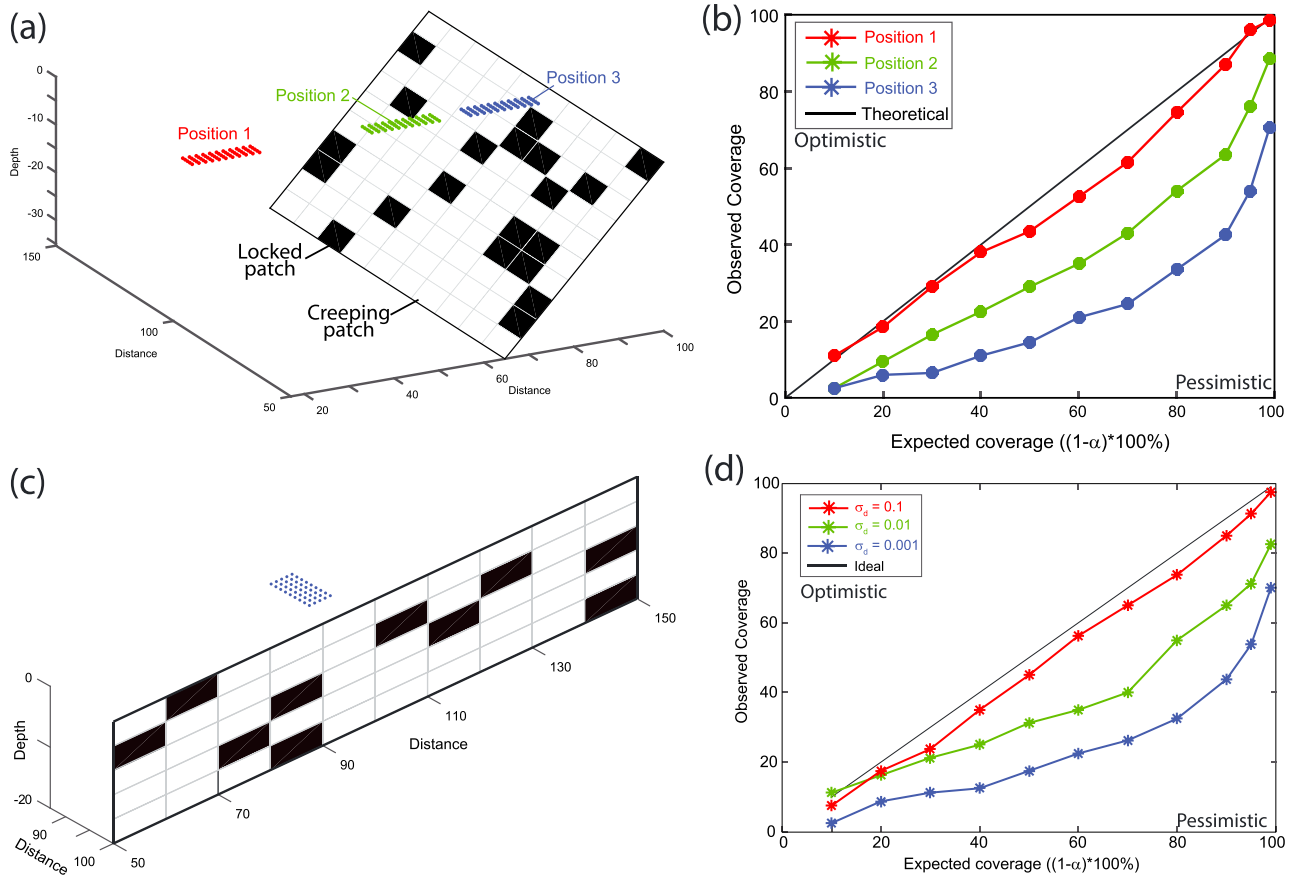 (a)
0
-10
-20
-30
Depth
150
100
Distance
50
20
40
60
80
100
Distance
Position 1
Position 2
Position 3
Locked
patch
Creeping
patch
(b)
100
80
60
40
20
0
Observed Coverage
Position 1
Position 2
Position 3
Theoretical
Optimistic
Pessimistic
0
20
40
60
80
100
Expected coverage ((1-α)*100%)
(c)
0
-20
Depth
90
100
Distance
50
70
90
110
130
150
Distance
(d)
100
80
60
40
20
0
Observed Coverage
σd = 0.1
σd = 0.01
σd = 0.001
Ideal
Optimistic
Pessimistic
20
40
60
80
100
Expected coverage ((1-α)*100%)